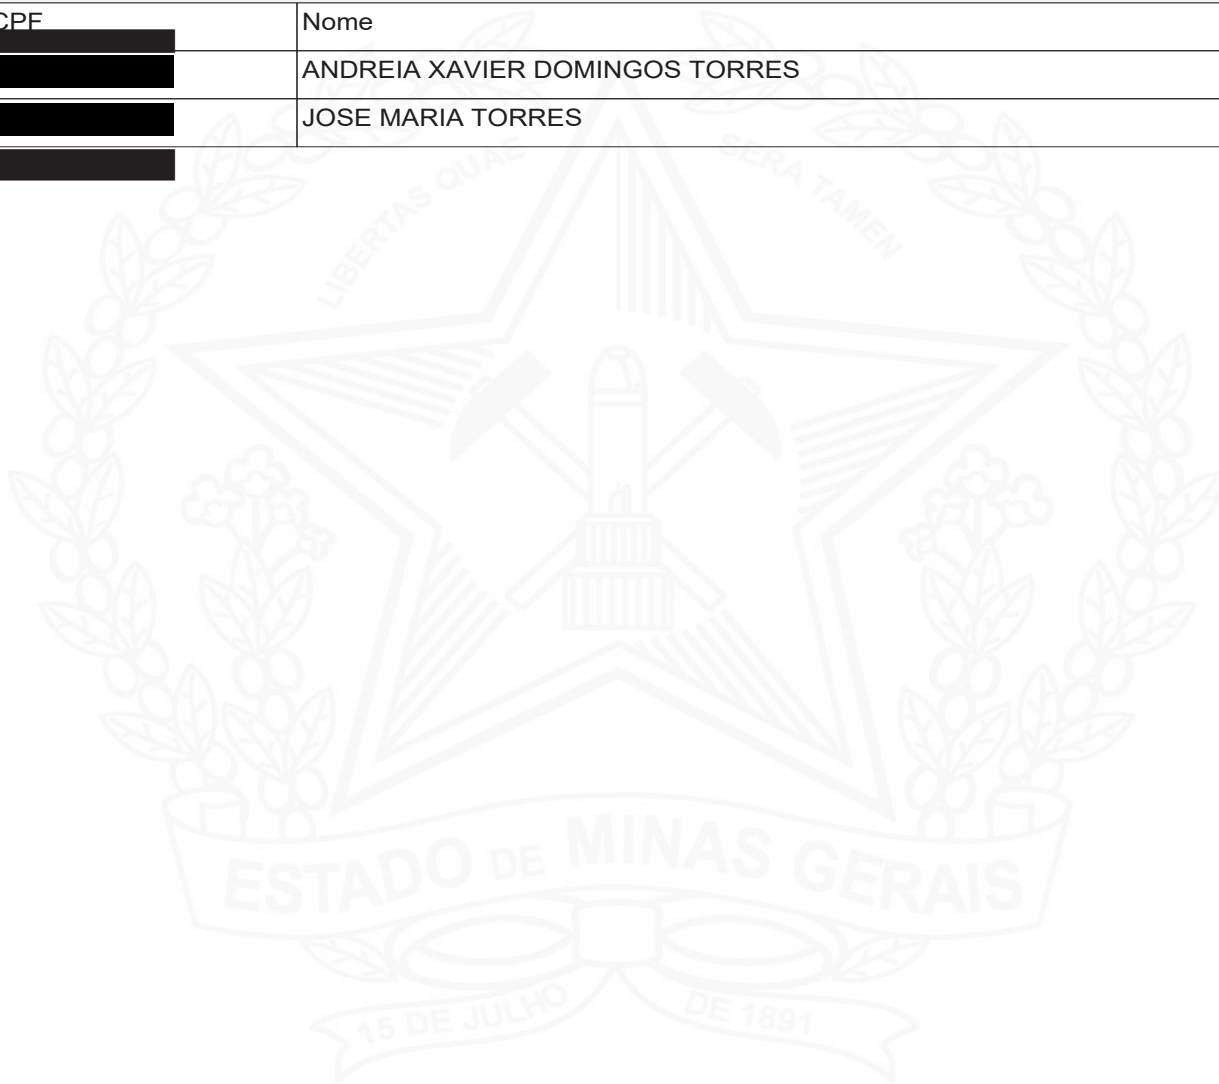 CPF Nome
ANDREIA XAVIER DOMINGOS TORRES
JOSE MARIA TORRES
LIBERTAS QUAE SERA TAMEN
ESTADO DE MINAS GERAIS
15 DE JULHO DE 1891